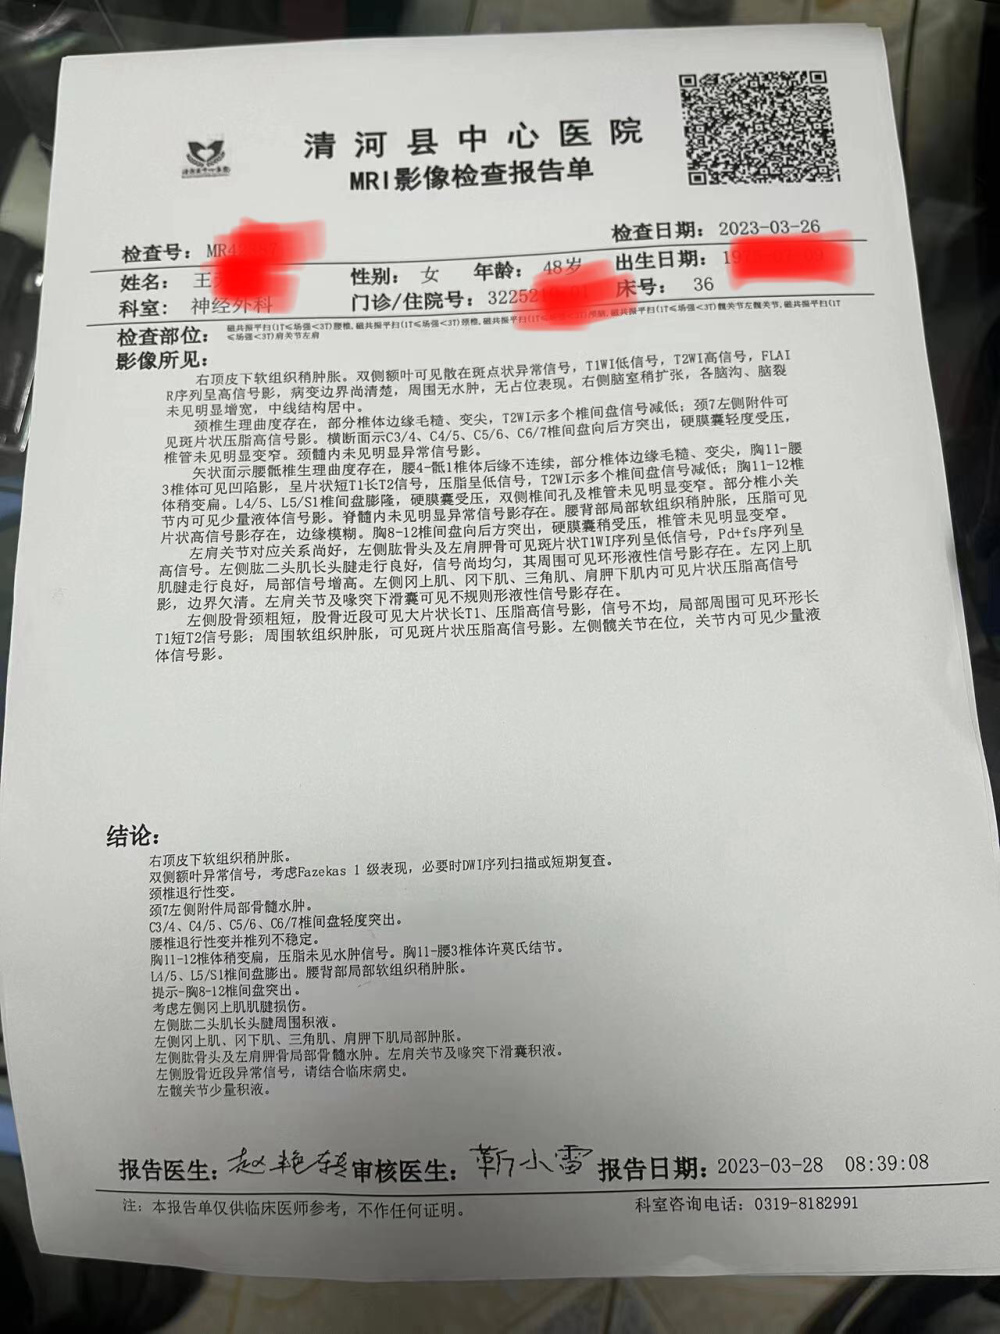 清河县中心医院
MRI影像检查报告单
检查号: MR4
检查日期: 2023-03-26
姓名: 王 性别: 女 年龄: 48岁 出生日期:
科室: 神经外科 门诊/住院号: 3225 床号: 36
检查部位: 磁共振平扫(1T≤场强<3T)腰椎,磁共振平扫(1T≤场强<3T)颈椎,磁共振平扫(1T≤场强<3T)颅脑,磁共振平扫(1T≤场强<3T)髋关节左髋关节,磁共振平扫(1T
≤场强<3T)肩关节左肩
影像所见:
右顶皮下软组织稍肿胀。双侧额叶可见散在斑点状异常信号，T1WI低信号，T2WI高信号，FLAI
R序列呈高信号影，病变边界尚清楚，周围无水肿，无占位表现。右侧脑室稍扩张，各脑沟、脑裂
未见明显增宽，中线结构居中。
颈椎生理曲度存在，部分椎体边缘毛糙、变尖，T2WI示多个椎间盘信号减低；颈7左侧附件可
见斑片状压脂高信号影。横断面示C3/4、C4/5、C5/6、C6/7椎间盘向后方突出，硬膜囊轻度受压，
椎管未见明显变窄。颈髓内未见明显异常信号影。
矢状面示腰骶椎生理曲度存在，腰4-骶1椎体后缘不连续，部分椎体边缘毛糙、变尖，胸11-腰
3椎体可见凹陷影，呈片状短T1长T2信号，压脂呈低信号，T2WI示多个椎间盘信号减低；胸11-12椎
体稍变扁。L4/5、L5/S1椎间盘膨隆，硬膜囊受压，双侧椎间孔及椎管未见明显变窄。部分椎小关
节内可见少量液体信号影。脊髓内未见明显异常信号影存在。腰背部局部软组织稍肿胀，压脂可见
片状高信号影存在，边缘模糊。胸8-12椎间盘向后方突出，硬膜囊稍受压，椎管未见明显变窄。
左肩关节对应关系尚好，左侧肱骨头及左肩胛骨可见斑片状T1WI序列呈低信号，Pd+fs序列呈
高信号。左侧肱二头肌长头腱走行良好，信号尚均匀，其周围可见环形液性信号影存在。左冈上肌
肌腱走行良好，局部信号增高。左侧冈上肌、冈下肌、三角肌、肩胛下肌内可见片状压脂高信号
影，边界欠清。左肩关节及喙突下滑囊可见不规则形液性信号影存在。
左侧股骨颈粗短，股骨近段可见大片状长T1、压脂高信号影，信号不均，局部周围可见环形长
T1短T2信号影；周围软组织肿胀，可见斑片状压脂高信号影。左侧髋关节在位，关节内可见少量液
体信号影。
结论:
右顶皮下软组织稍肿胀。
双侧额叶异常信号，考虑Fazekas 1 级表现，必要时DWI序列扫描或短期复查。
颈椎退行性变。
颈7左侧附件局部骨髓水肿。
C3/4、C4/5、C5/6、C6/7椎间盘轻度突出。
腰椎退行性变并椎列不稳定。
胸11-12椎体稍变扁，压脂未见水肿信号。胸11-腰3椎体许莫氏结节。
L4/5、L5/S1椎间盘膨出。腰背部局部软组织稍肿胀。
提示-胸8-12椎间盘突出。
考虑左侧冈上肌肌腱损伤。
左侧肱二头肌长头腱周围积液。
左侧冈上肌、冈下肌、三角肌、肩胛下肌局部肿胀。
左侧肱骨头及左肩胛骨局部骨髓水肿。左肩关节及喙突下滑囊积液。
左侧股骨近段异常信号，请结合临床病史。
左髋关节少量积液。
报告医生: 赵艳 审核医生: 靳小雷 报告日期: 2023-03-28 08:39:08
注: 本报告单仅供临床医师参考，不作任何证明。 科室咨询电话: 0319-8182991